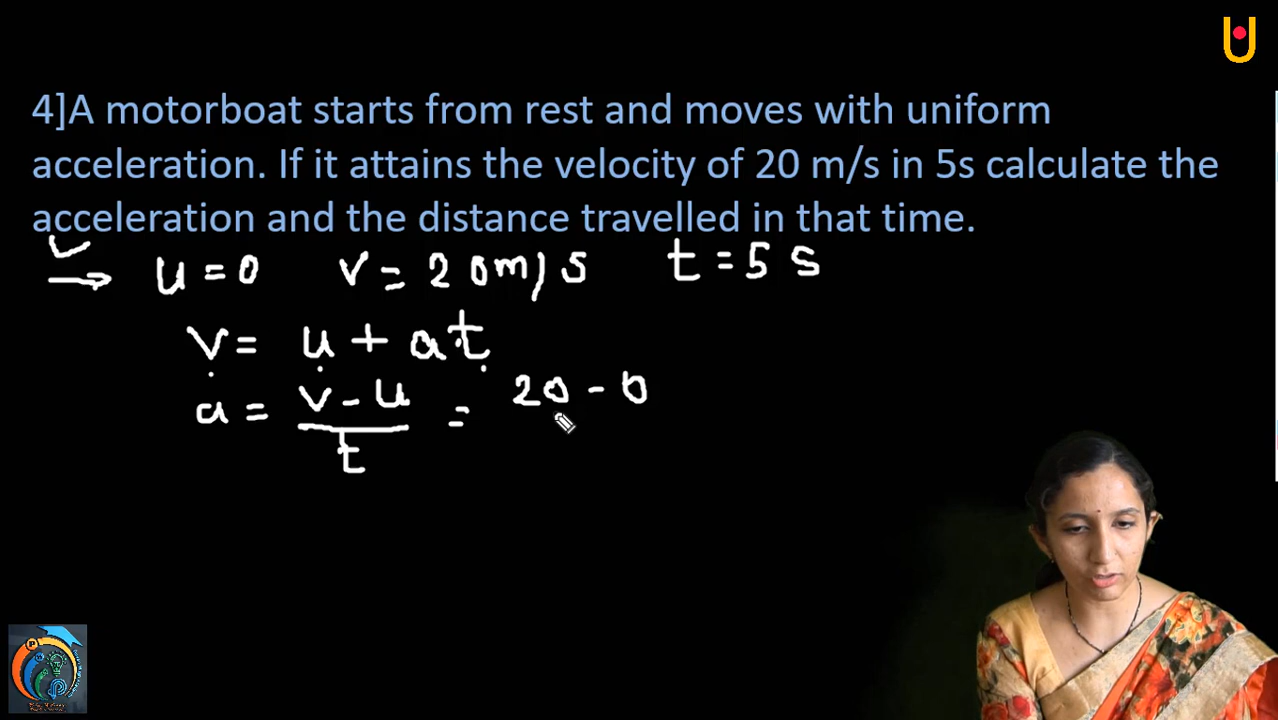 4]A motorboat starts from rest and moves with uniform
acceleration. If it attains the velocity of 20 m/s in 5s calculate the
acceleration and the distance travelled in that time.
→ u = 0 v = 20m/s t = 5 s
v = u + at
a = v - u / t = 20 - 0